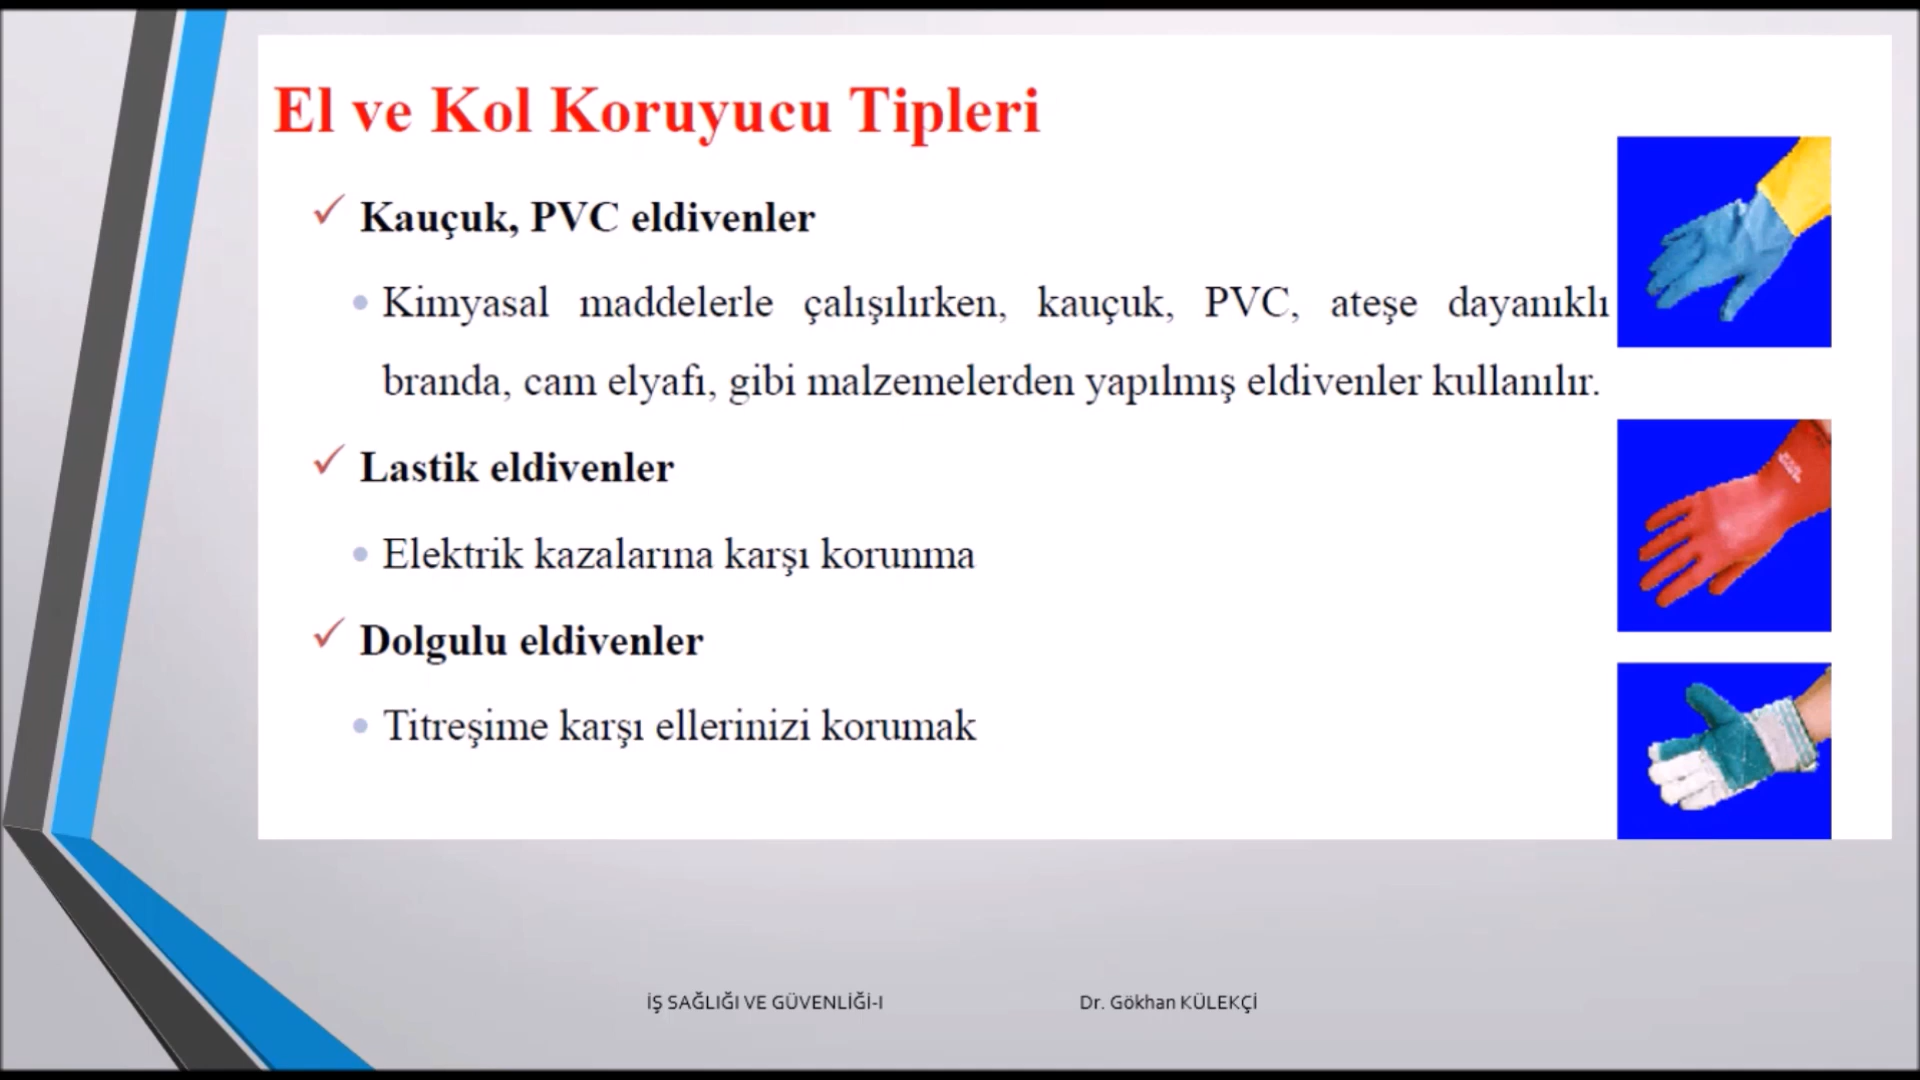 El ve Kol Koruyucu Tipleri
✓ Kauçuk, PVC eldivenler
• Kimyasal maddelerle çalışılırken, kauçuk, PVC, ateşe dayanıklı
branda, cam elyafı, gibi malzemelerden yapılmış eldivenler kullanılır.
✓ Lastik eldivenler
• Elektrik kazalarına karşı korunma
✓ Dolgulu eldivenler
• Titreşime karşı ellerinizi korumak
İŞ SAĞLIĞI VE GÜVENLİĞİ-I
Dr. Gökhan KÜLEKÇİ